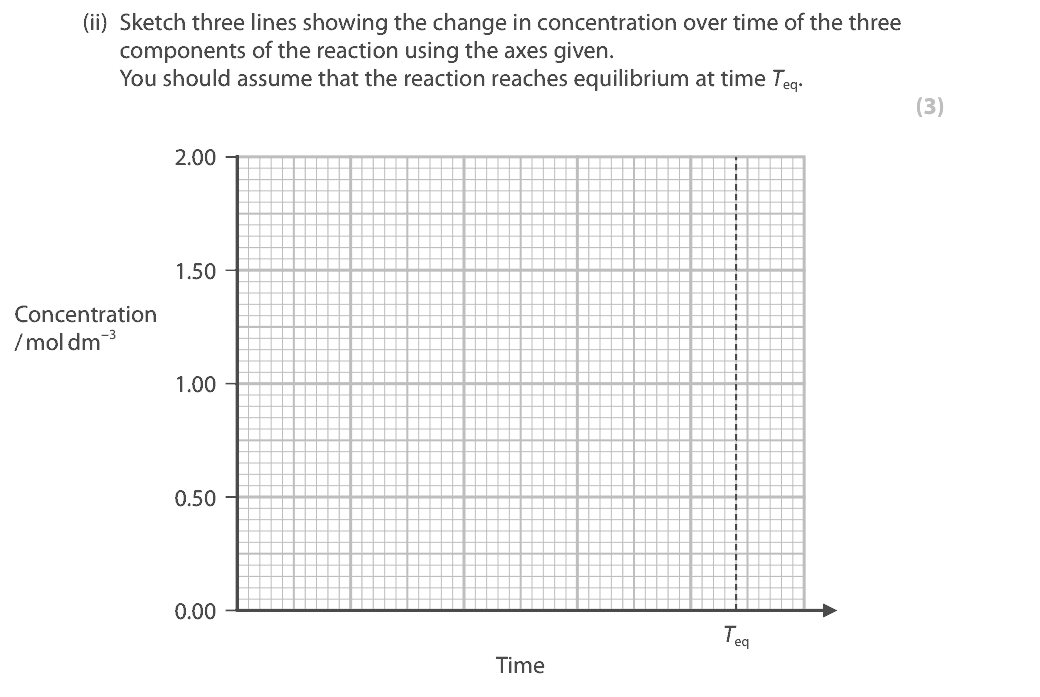 (ii) Sketch three lines showing the change in concentration over time of the three
components of the reaction using the axes given.
You should assume that the reaction reaches equilibrium at time Teq.
(3)
2.00
1.50
Concentration
/mol dm⁻³
1.00
0.50
0.00
Teq
Time